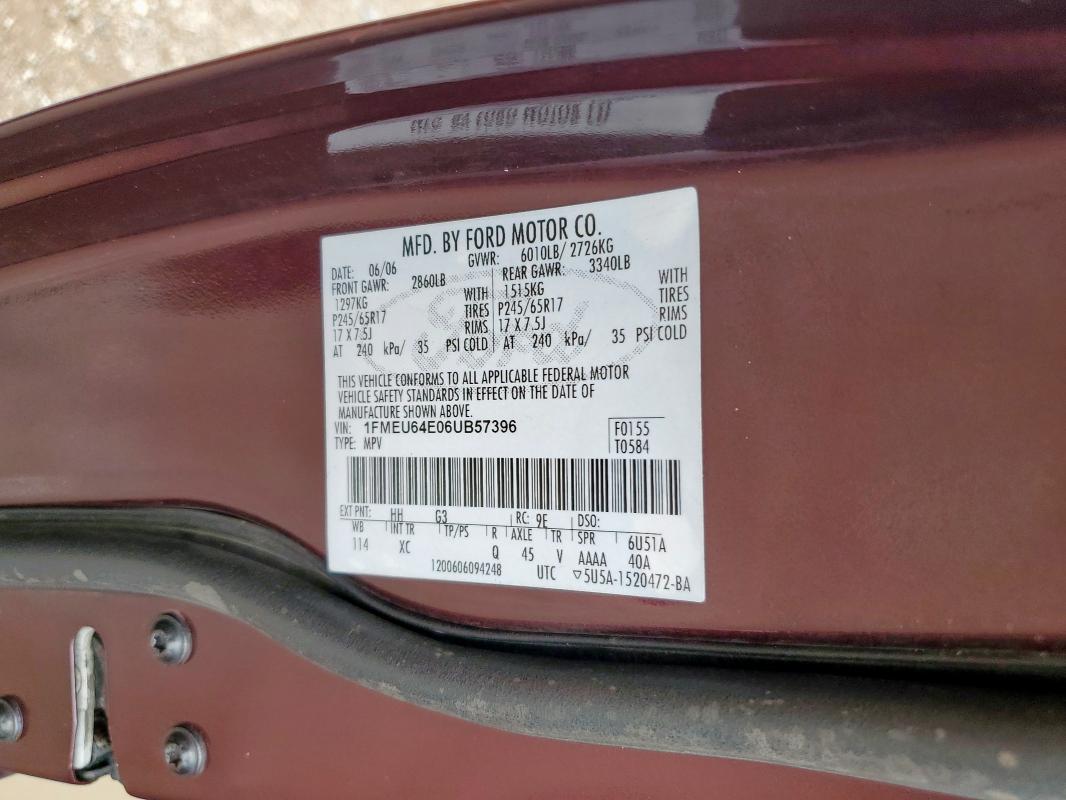 MFD. BY FORD MOTOR CO.
DATE: 06/06 GVWR: 6010LB/ 2726KG
FRONT GAWR: 2860LB REAR GAWR: 3340LB
1297KG WITH 1515KG WITH
P245/65R17 TIRES P245/65R17 TIRES
17 X 7.5J RIMS 17 X 7.5J RIMS
AT 240 kPa/ 35 PSI COLD AT 240 kPa/ 35 PSI COLD
Ford
THIS VEHICLE CONFORMS TO ALL APPLICABLE FEDERAL MOTOR
VEHICLE SAFETY STANDARDS IN EFFECT ON THE DATE OF
MANUFACTURE SHOWN ABOVE.
VIN: 1FMEU64E06UB57396 F0155
TYPE: MPV T0584
EXT PNT: HH G3 RC: 9E DSO:
WB INT TR TP/PS R AXLE TR SPR 6U51A
114 XC Q 45 V AAAA 40A
1200606094248 UTC ▽5U5A-1520472-BA